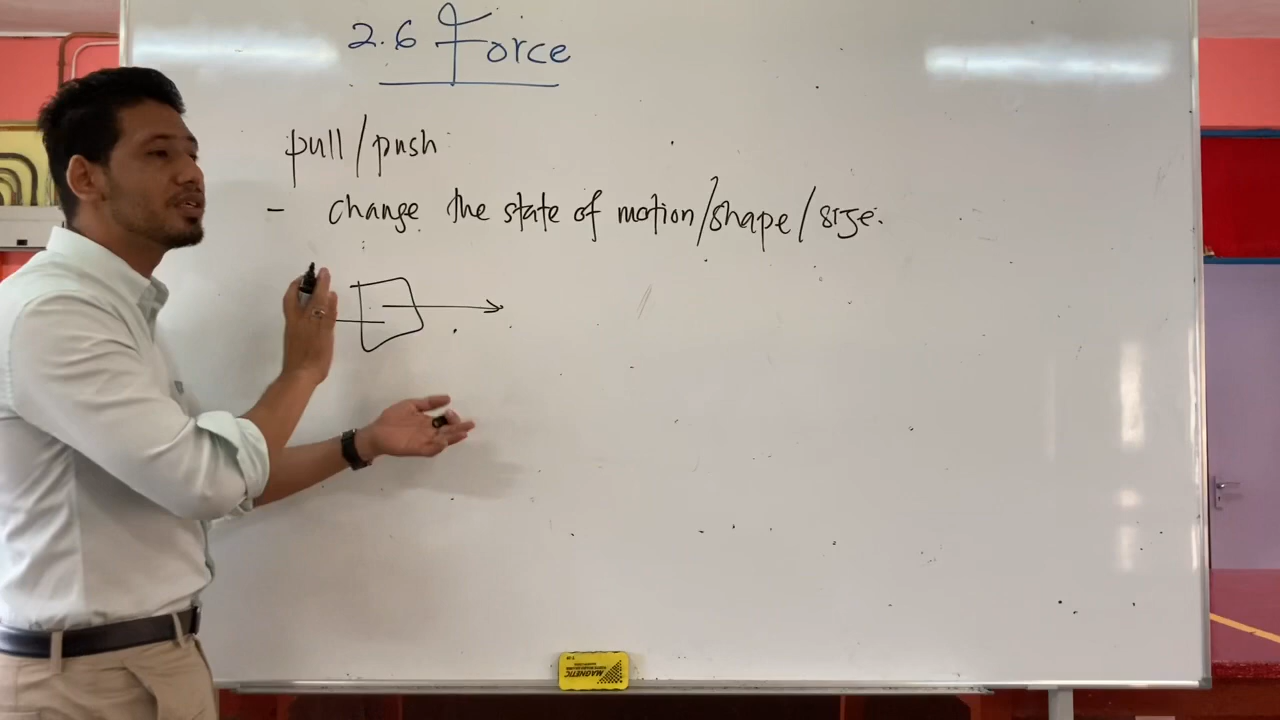 2.6 Force
pull/push
- change the state of motion/shape/size.
MAGNETIC